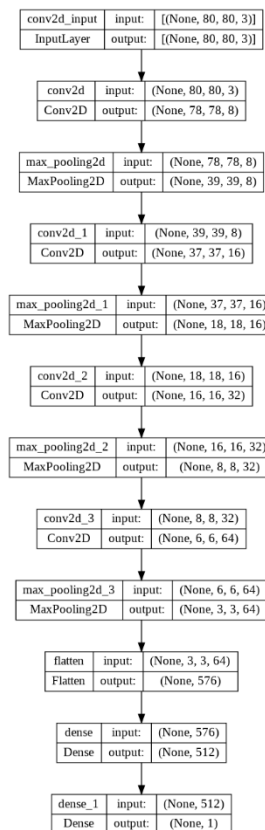 conv2d_input input: [(None, 80, 80, 3)]
InputLayer output: [(None, 80, 80, 3)]
conv2d input: (None, 80, 80, 3)
Conv2D output: (None, 78, 78, 8)
max_pooling2d input: (None, 78, 78, 8)
MaxPooling2D output: (None, 39, 39, 8)
conv2d_1 input: (None, 39, 39, 8)
Conv2D output: (None, 37, 37, 16)
max_pooling2d_1 input: (None, 37, 37, 16)
MaxPooling2D output: (None, 18, 18, 16)
conv2d_2 input: (None, 18, 18, 16)
Conv2D output: (None, 16, 16, 32)
max_pooling2d_2 input: (None, 16, 16, 32)
MaxPooling2D output: (None, 8, 8, 32)
conv2d_3 input: (None, 8, 8, 32)
Conv2D output: (None, 6, 6, 64)
max_pooling2d_3 input: (None, 6, 6, 64)
MaxPooling2D output: (None, 3, 3, 64)
flatten input: (None, 3, 3, 64)
Flatten output: (None, 576)
dense input: (None, 576)
Dense output: (None, 512)
dense_1 input: (None, 512)
Dense output: (None, 1)